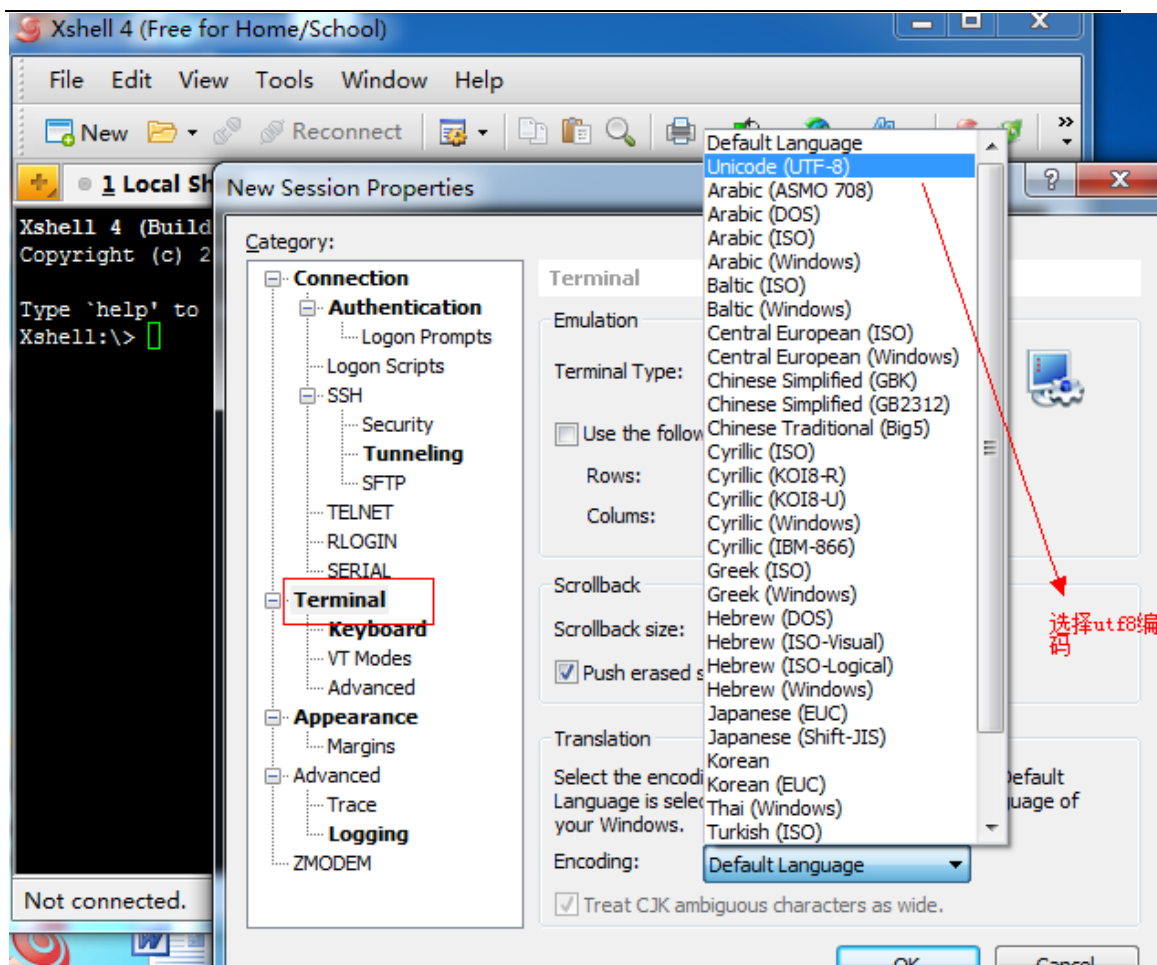 Xshell 4 (Free for Home/School)
File Edit View Tools Window Help
New Reconnect
1 Local Sh
Xshell 4 (Build
Copyright (c) 2
Type `help' to
Xshell:\>
Not connected.
New Session Properties
Category:
Connection
Authentication
Logon Prompts
Logon Scripts
SSH
Security
Tunneling
SFTP
TELNET
RLOGIN
SERIAL
Terminal
Keyboard
VT Modes
Advanced
Appearance
Margins
Advanced
Trace
Logging
ZMODEM
Terminal
Emulation
Terminal Type:
Use the follow
Rows:
Colums:
Scrollback
Scrollback size:
Push erased s
Translation
Select the encodi Default
Language is selec uage of
your Windows.
Encoding: Default Language
Treat CJK ambiguous characters as wide.
OK Cancel
Default Language
Unicode (UTF-8)
Arabic (ASMO 708)
Arabic (DOS)
Arabic (ISO)
Arabic (Windows)
Baltic (ISO)
Baltic (Windows)
Central European (ISO)
Central European (Windows)
Chinese Simplified (GBK)
Chinese Simplified (GB2312)
Chinese Traditional (Big5)
Cyrillic (ISO)
Cyrillic (KOI8-R)
Cyrillic (KOI8-U)
Cyrillic (Windows)
Cyrillic (IBM-866)
Greek (ISO)
Greek (Windows)
Hebrew (DOS)
Hebrew (ISO-Visual)
Hebrew (ISO-Logical)
Hebrew (Windows)
Japanese (EUC)
Japanese (Shift-JIS)
Korean
Korean (EUC)
Thai (Windows)
Turkish (ISO)
选择utf8编
码